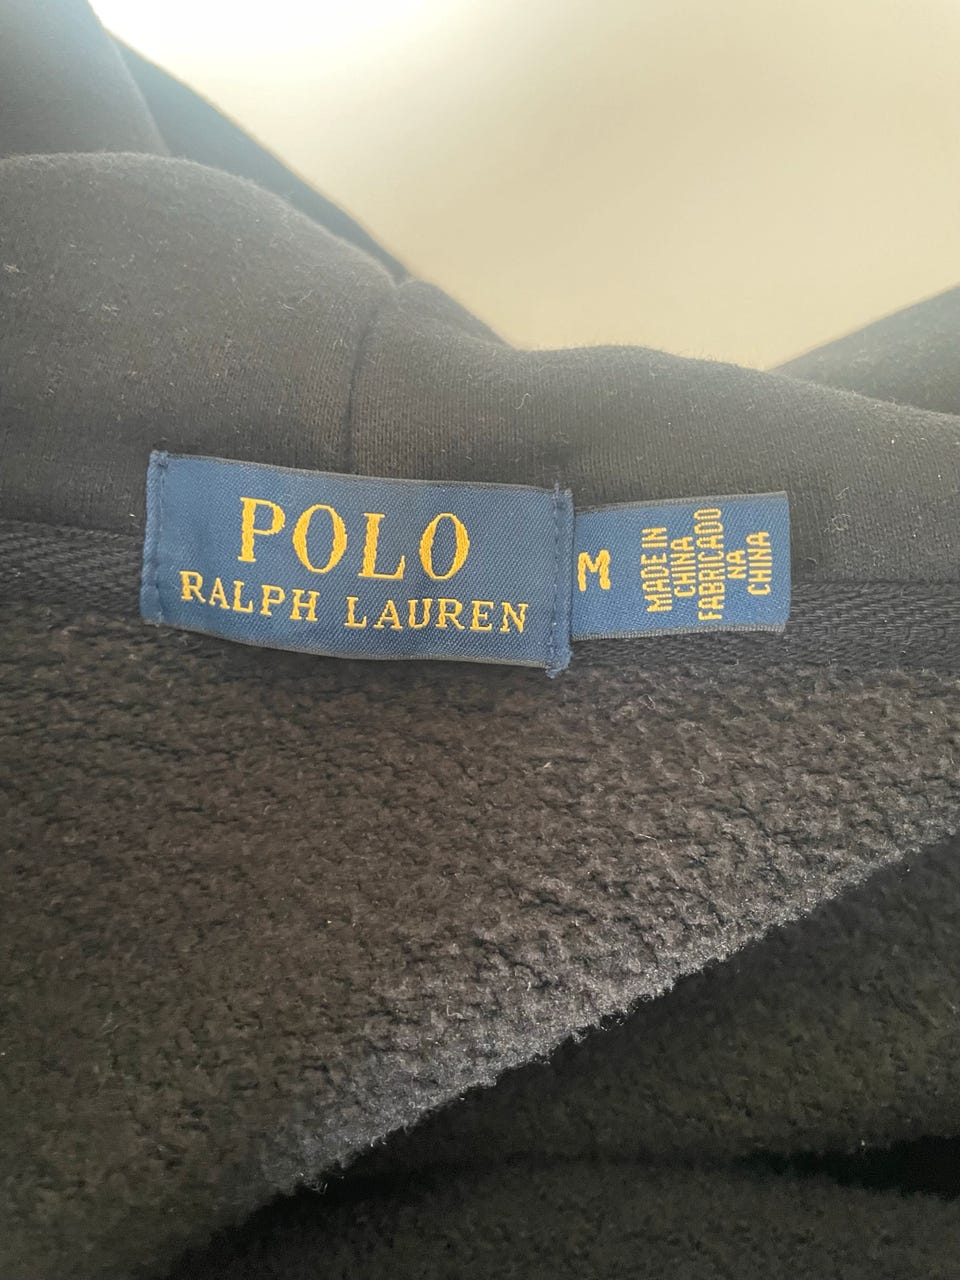 POLO
RALPH LAUREN
M
MADE IN
CHINA
FABRICADO
NA
CHINA